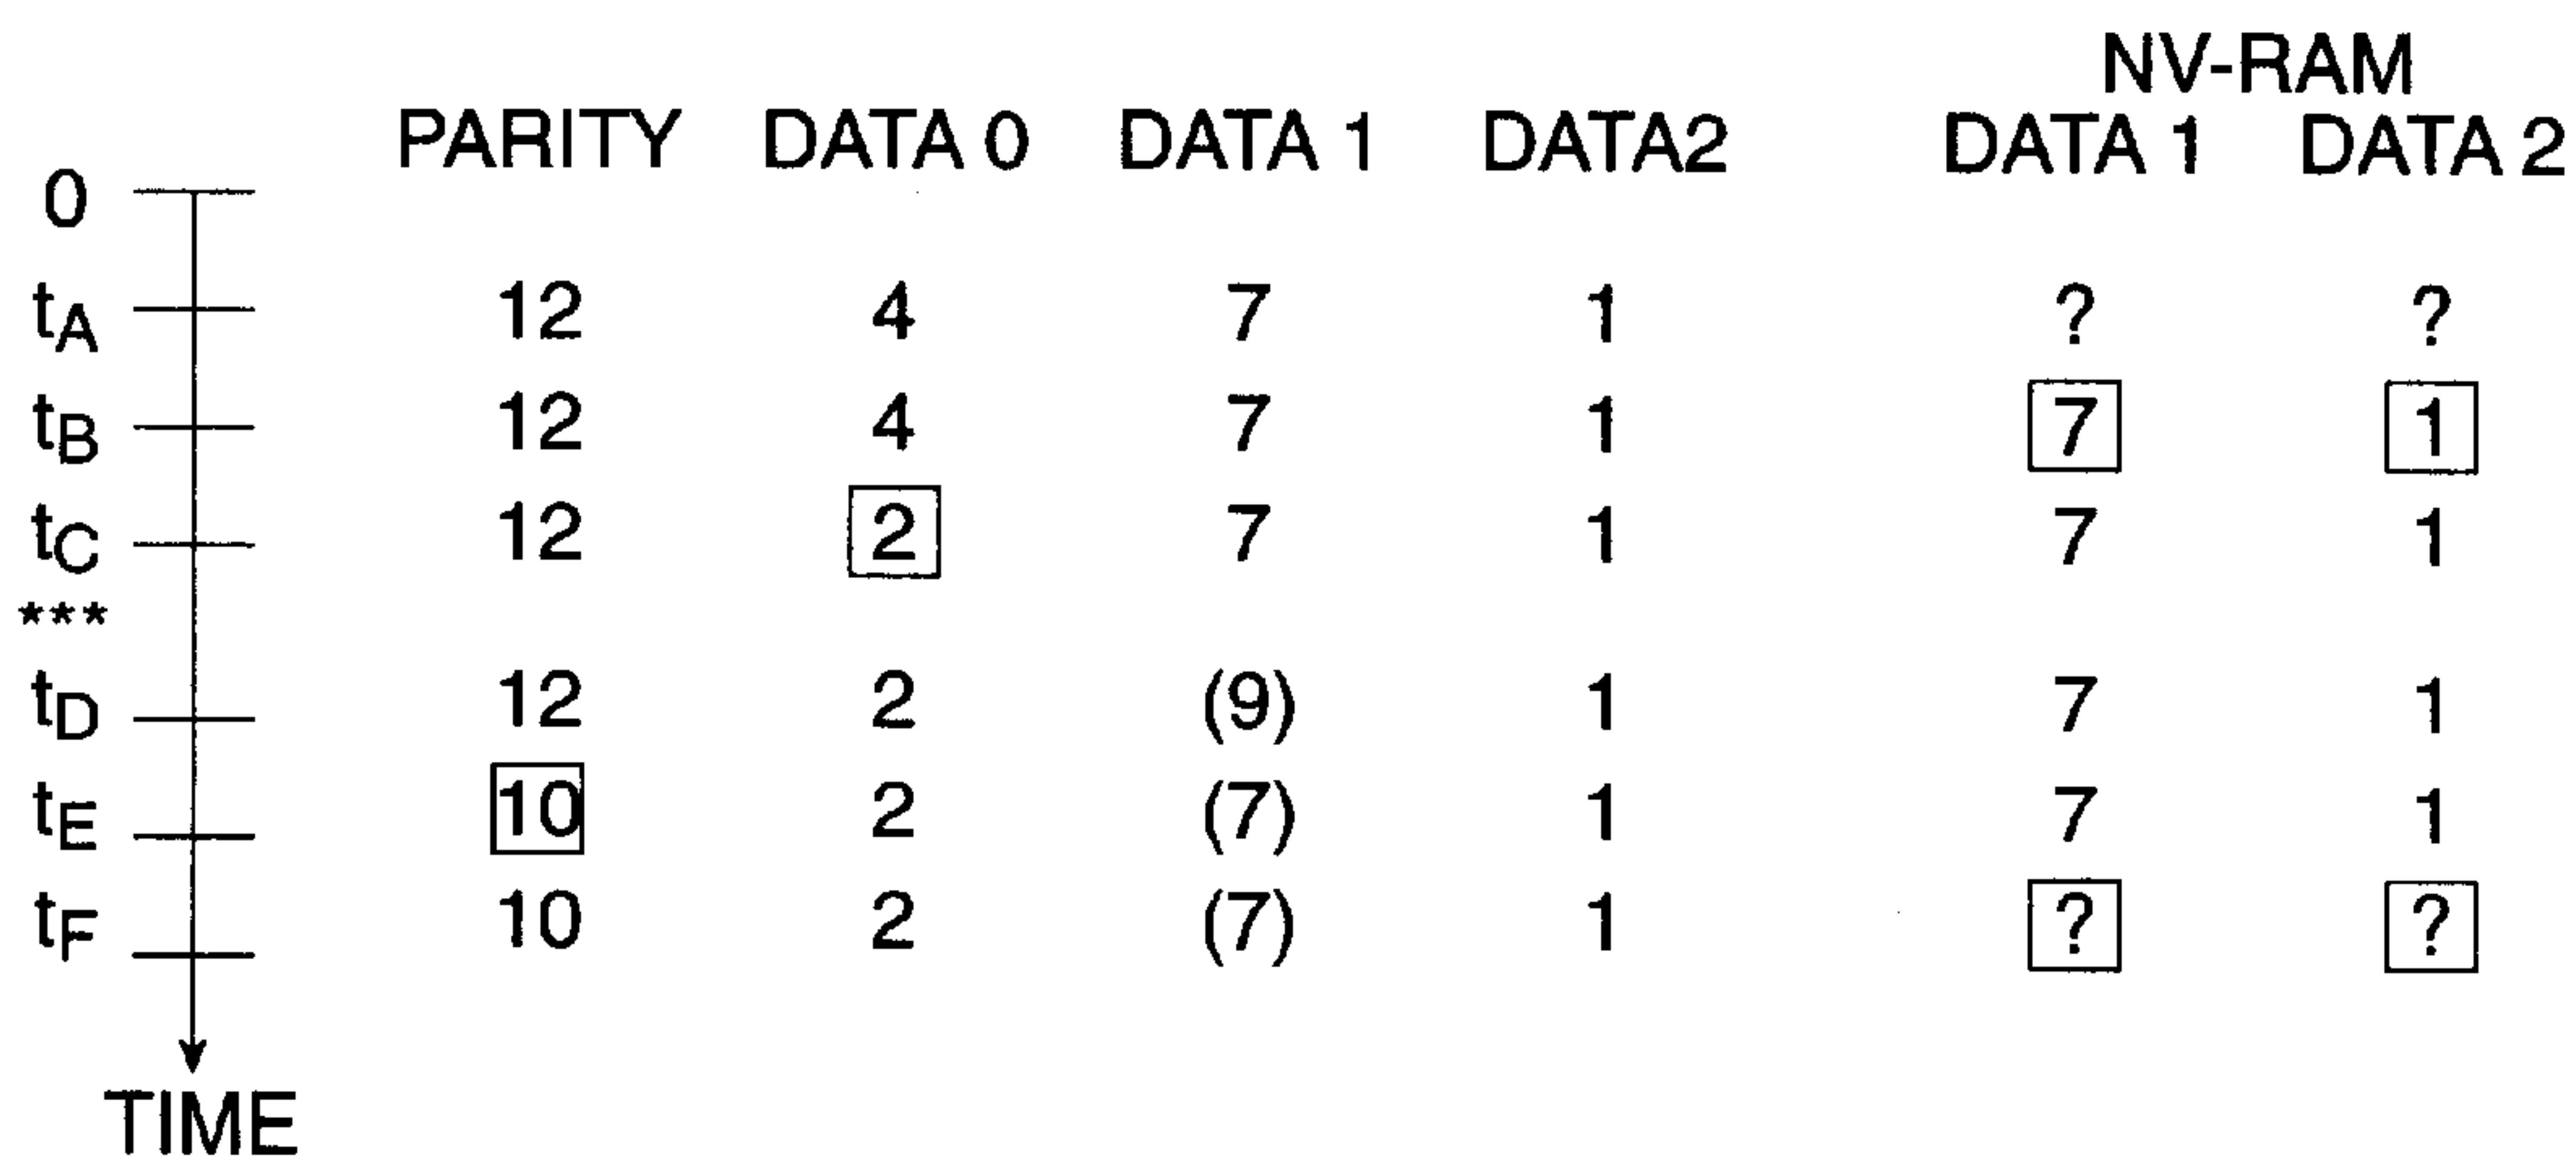 NV-RAM
PARITY DATA 0 DATA 1 DATA2 DATA 1 DATA 2
0
tA 12 4 7 1 ? ?
tB 12 4 7 1 7 1
tC 12 2 7 1 7 1
***
tD 12 2 (9) 1 7 1
tE 10 2 (7) 1 7 1
tF 10 2 (7) 1 ? ?
TIME